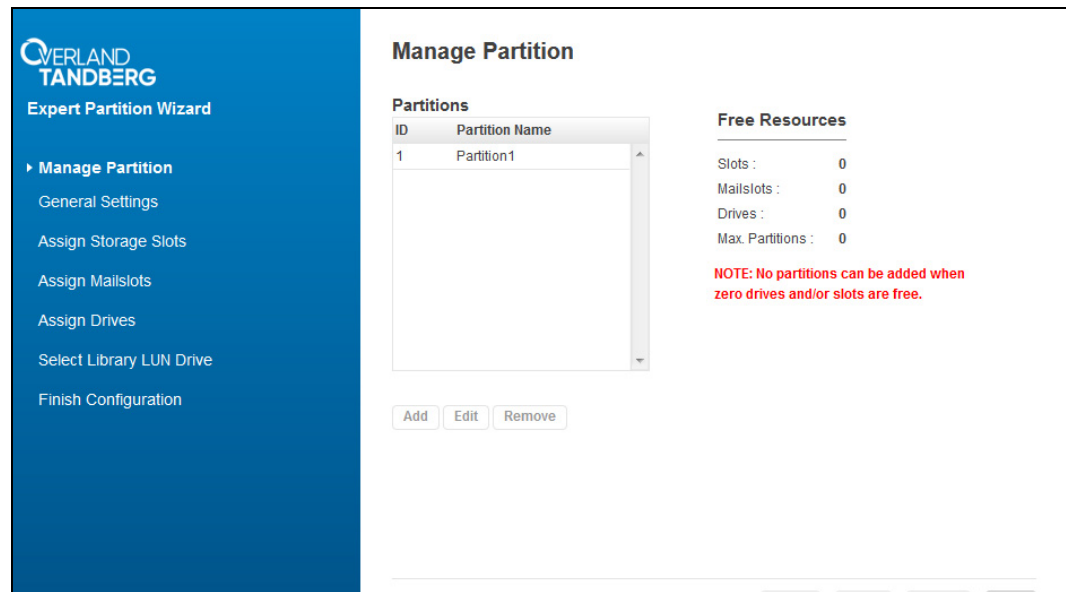 OVERLAND
TANDBERG
Expert Partition Wizard
Manage Partition
General Settings
Assign Storage Slots
Assign Mailslots
Assign Drives
Select Library LUN Drive
Finish Configuration
Manage Partition
Partitions
ID Partition Name
1 Partition1
Add Edit Remove
Free Resources
Slots : 0
Mailslots : 0
Drives : 0
Max. Partitions : 0
NOTE: No partitions can be added when
zero drives and/or slots are free.